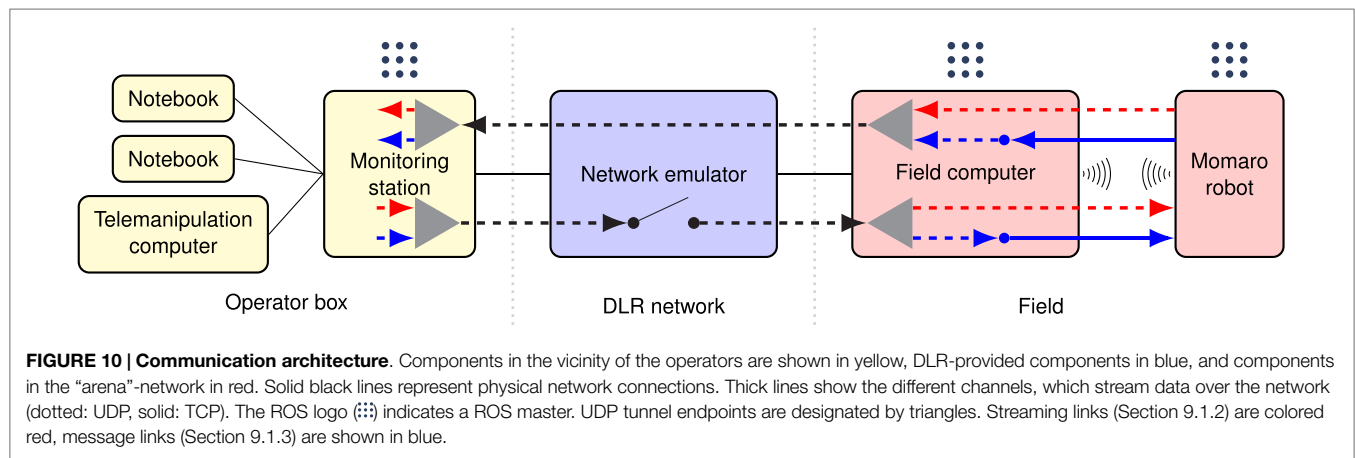 Notebook
Notebook
Telemanipulation
computer
Monitoring
station
Network emulator
Field computer
Momaro
robot
Operator box
DLR network
Field
FIGURE 10 | Communication architecture. Components in the vicinity of the operators are shown in yellow, DLR-provided components in blue, and components
in the “arena”-network in red. Solid black lines represent physical network connections. Thick lines show the different channels, which stream data over the network
(dotted: UDP, solid: TCP). The ROS logo ( ) indicates a ROS master. UDP tunnel endpoints are designated by triangles. Streaming links (Section 9.1.2) are colored
red, message links (Section 9.1.3) are shown in blue.